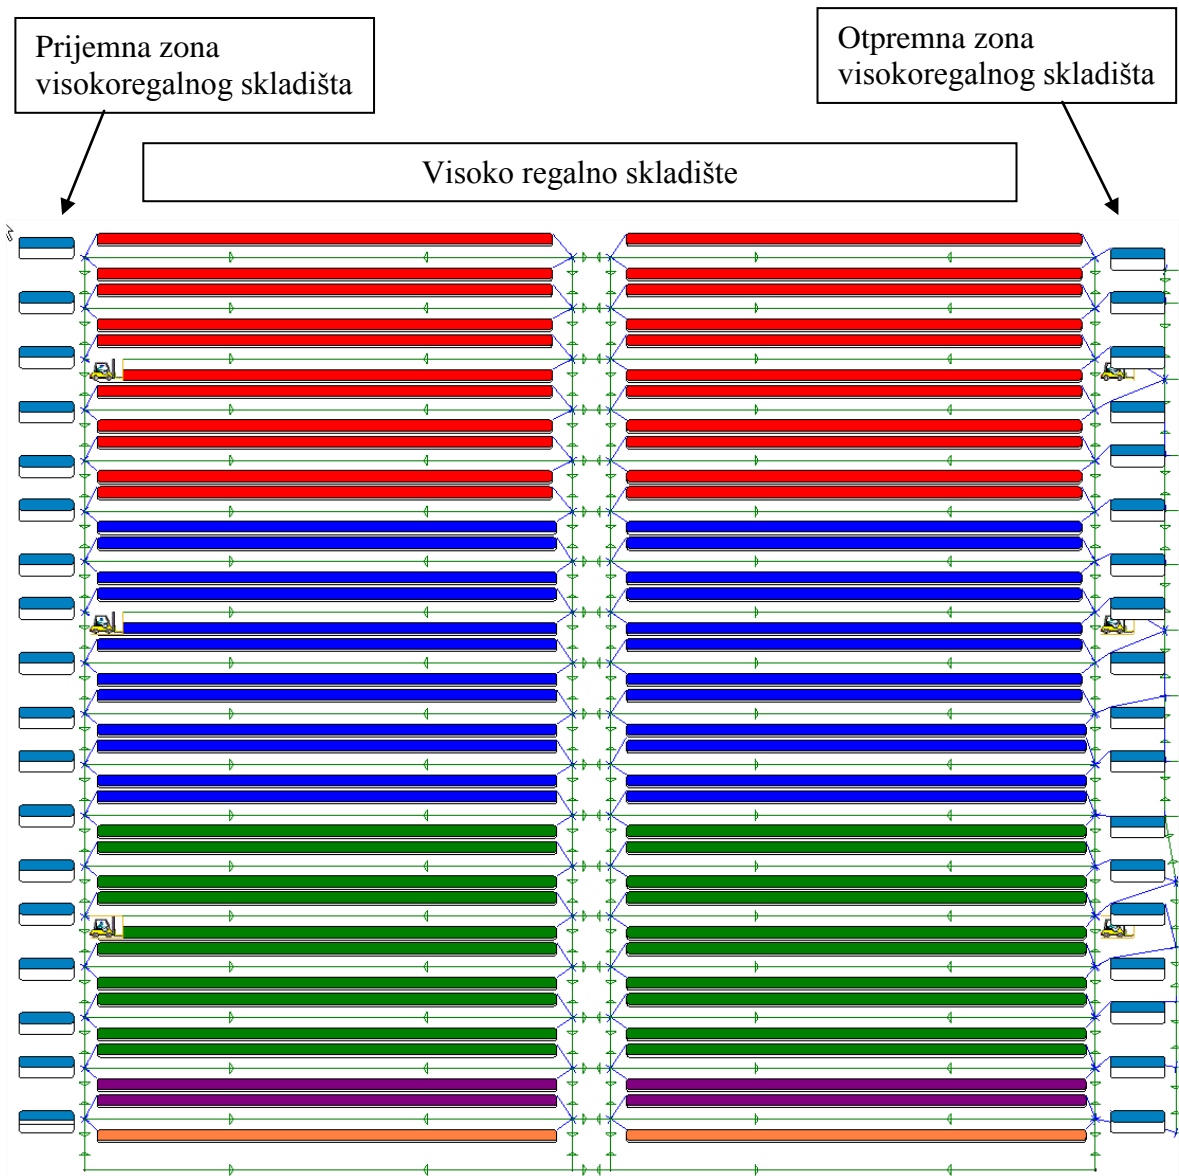 Prijemna zona
visokoregalnog skladišta
Otpremna zona
visokoregalnog skladišta
Visoko regalno skladište